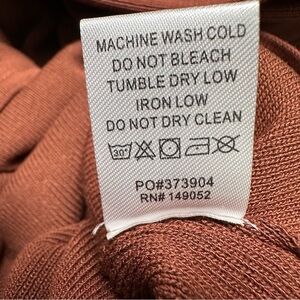 MACHINE WASH COLD
DO NOT BLEACH
TUMBLE DRY LOW
IRON LOW
DO NOT DRY CLEAN
30°
PO#373904
RN# 149052